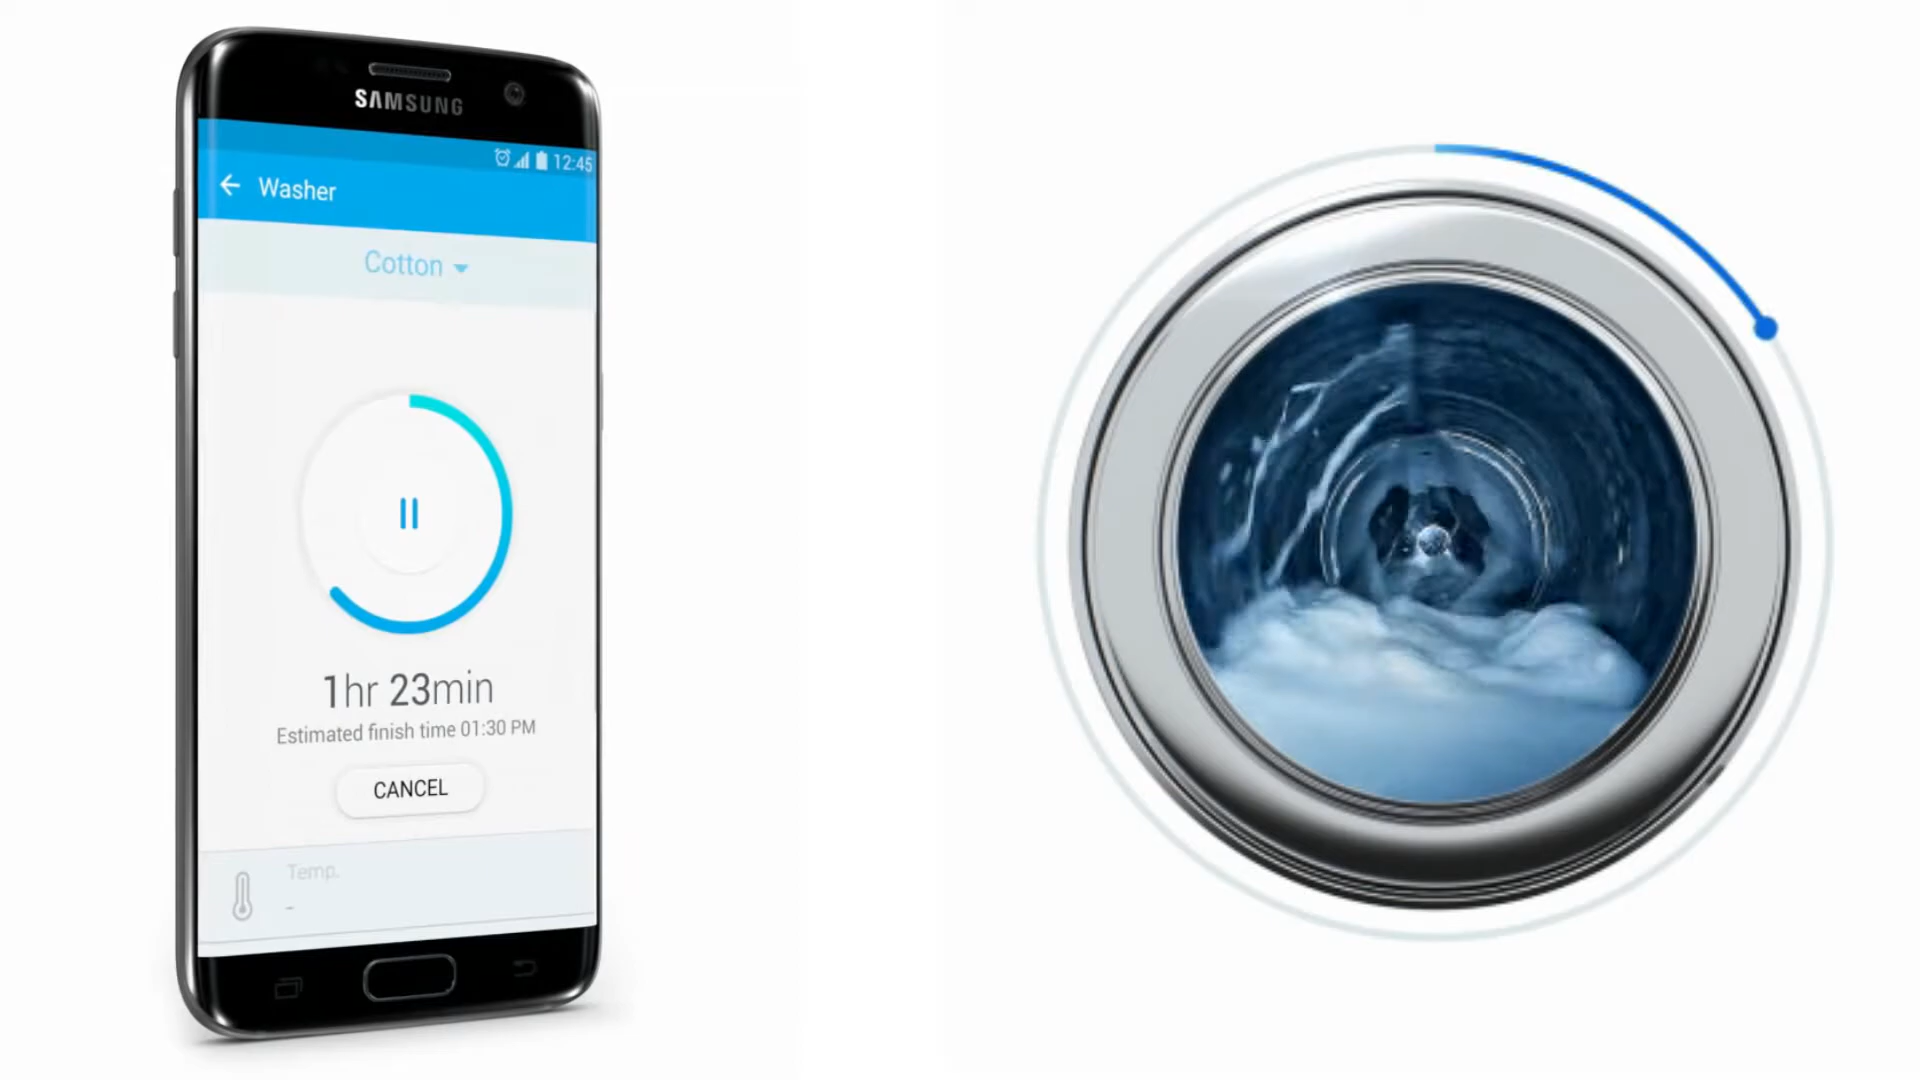 SAMSUNG
12:45
Washer
Cotton
1hr 23min
Estimated finish time 01:30 PM
CANCEL
Temp.
-